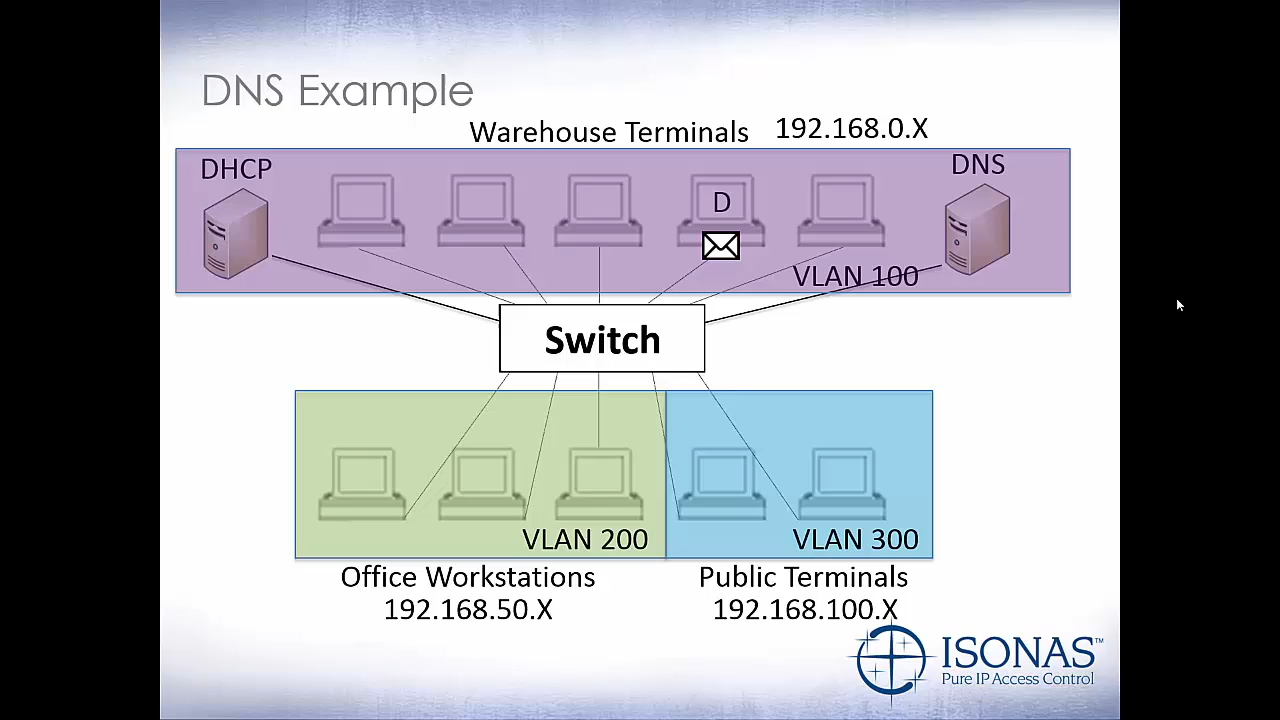 DNS Example
Warehouse Terminals 192.168.0.X
DHCP
DNS
D
VLAN 100
Switch
VLAN 200
VLAN 300
Office Workstations
192.168.50.X
Public Terminals
192.168.100.X
ISONAS™
Pure IP Access Control